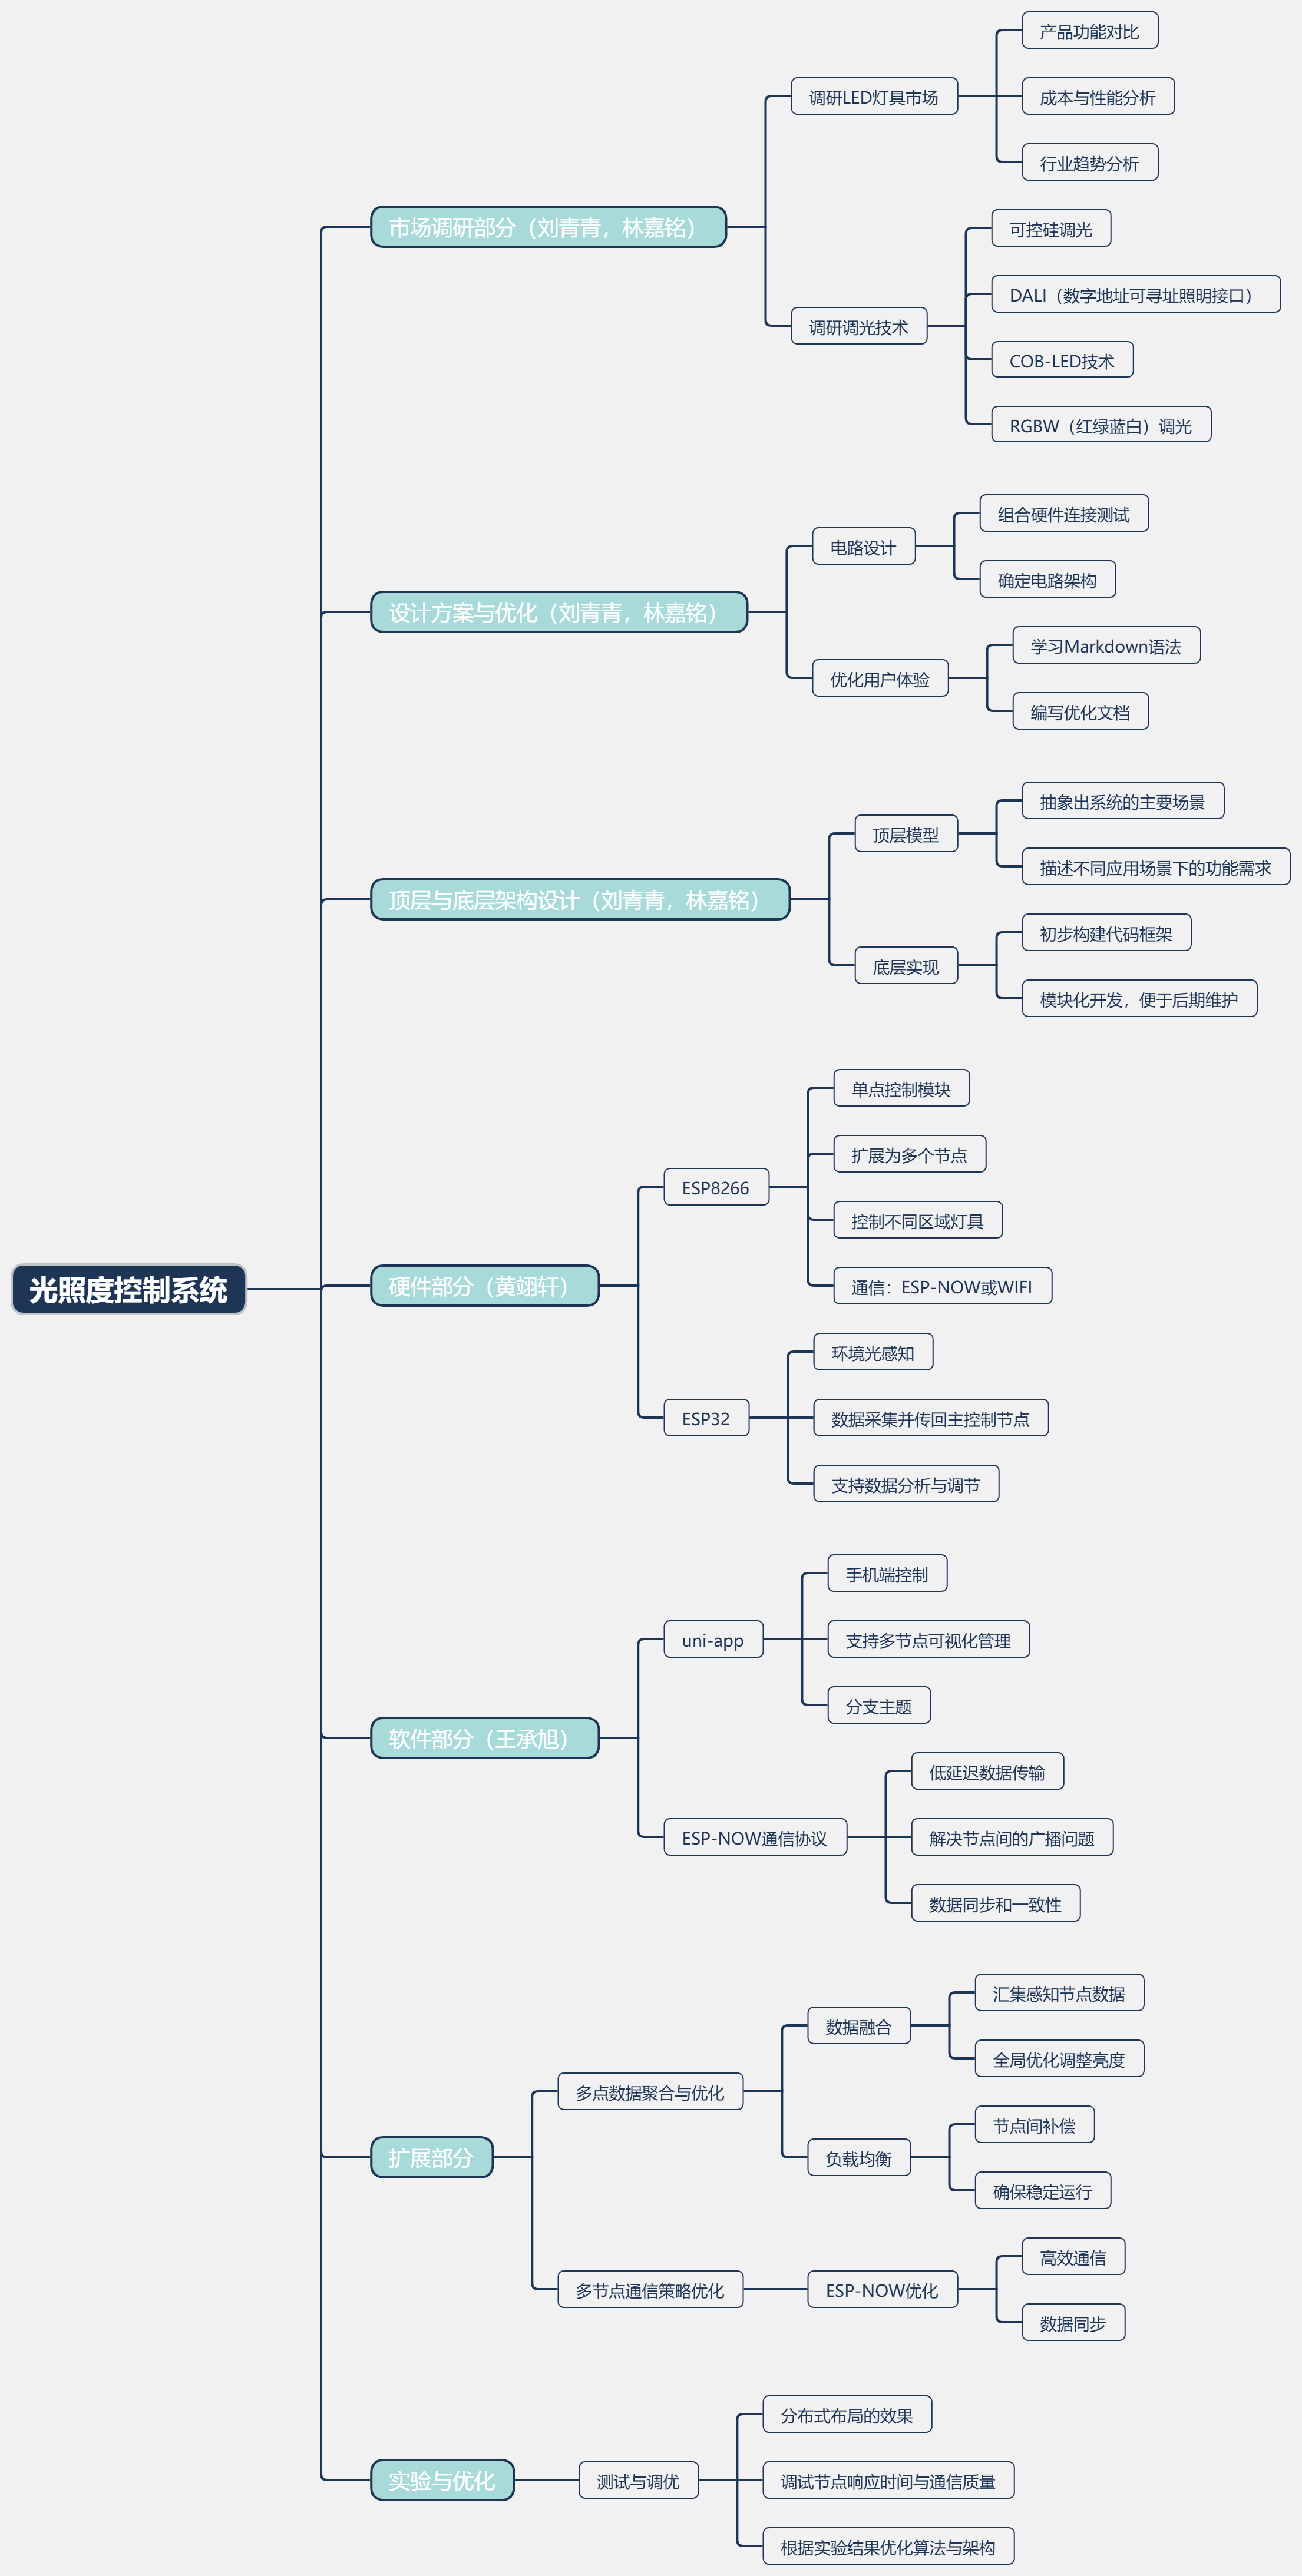 光照度控制系统
市场调研部分（刘青青，林嘉铭）
调研LED灯具市场
产品功能对比
成本与性能分析
行业趋势分析
调研调光技术
可控硅调光
DALI（数字地址可寻址照明接口）
COB-LED技术
RGBW（红绿蓝白）调光
设计方案与优化（刘青青，林嘉铭）
电路设计
组合硬件连接测试
确定电路架构
优化用户体验
学习Markdown语法
编写优化文档
顶层与底层架构设计（刘青青，林嘉铭）
顶层模型
抽象出系统的主要场景
描述不同应用场景下的功能需求
底层实现
初步构建代码框架
模块化开发，便于后期维护
硬件部分（黄翊轩）
ESP8266
单点控制模块
扩展为多个节点
控制不同区域灯具
通信：ESP-NOW或WIFI
ESP32
环境光感知
数据采集并传回主控制节点
支持数据分析与调节
软件部分（王承旭）
uni-app
手机端控制
支持多节点可视化管理
分支主题
ESP-NOW通信协议
低延迟数据传输
解决节点间的广播问题
数据同步和一致性
扩展部分
多点数据聚合与优化
数据融合
汇集感知节点数据
全局优化调整亮度
负载均衡
节点间补偿
确保稳定运行
多节点通信策略优化
ESP-NOW优化
高效通信
数据同步
实验与优化
测试与调优
分布式布局的效果
调试节点响应时间与通信质量
根据实验结果优化算法与架构